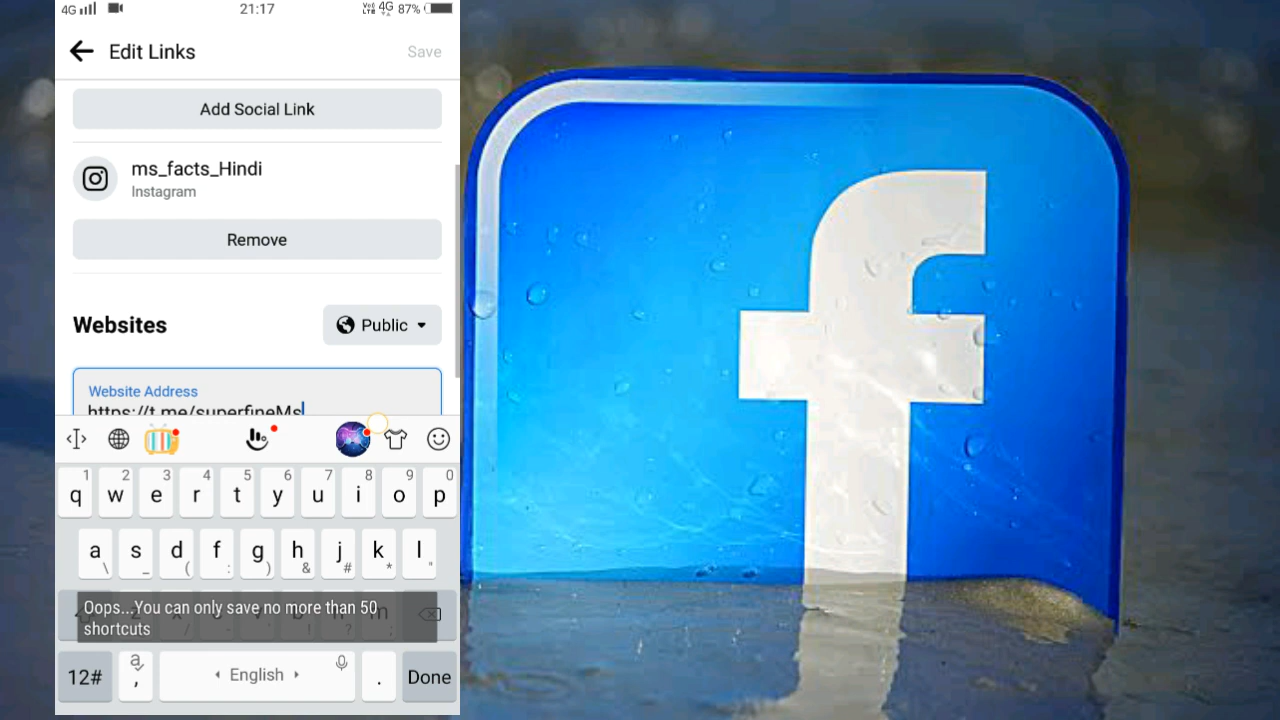 4G 21:17 VoLTE 4G 87%
Edit Links Save
Add Social Link
ms_facts_Hindi
Instagram
Remove
Websites Public
Website Address
https://t.me/superfineMs
1 2 3 4 5 6 7 8 9 0
q w e r t y u i o p
a s d f g h j k l
\ _ ( : ) & # * "
Oops...You can only save no more than 50
shortcuts
12# , English . Done
f